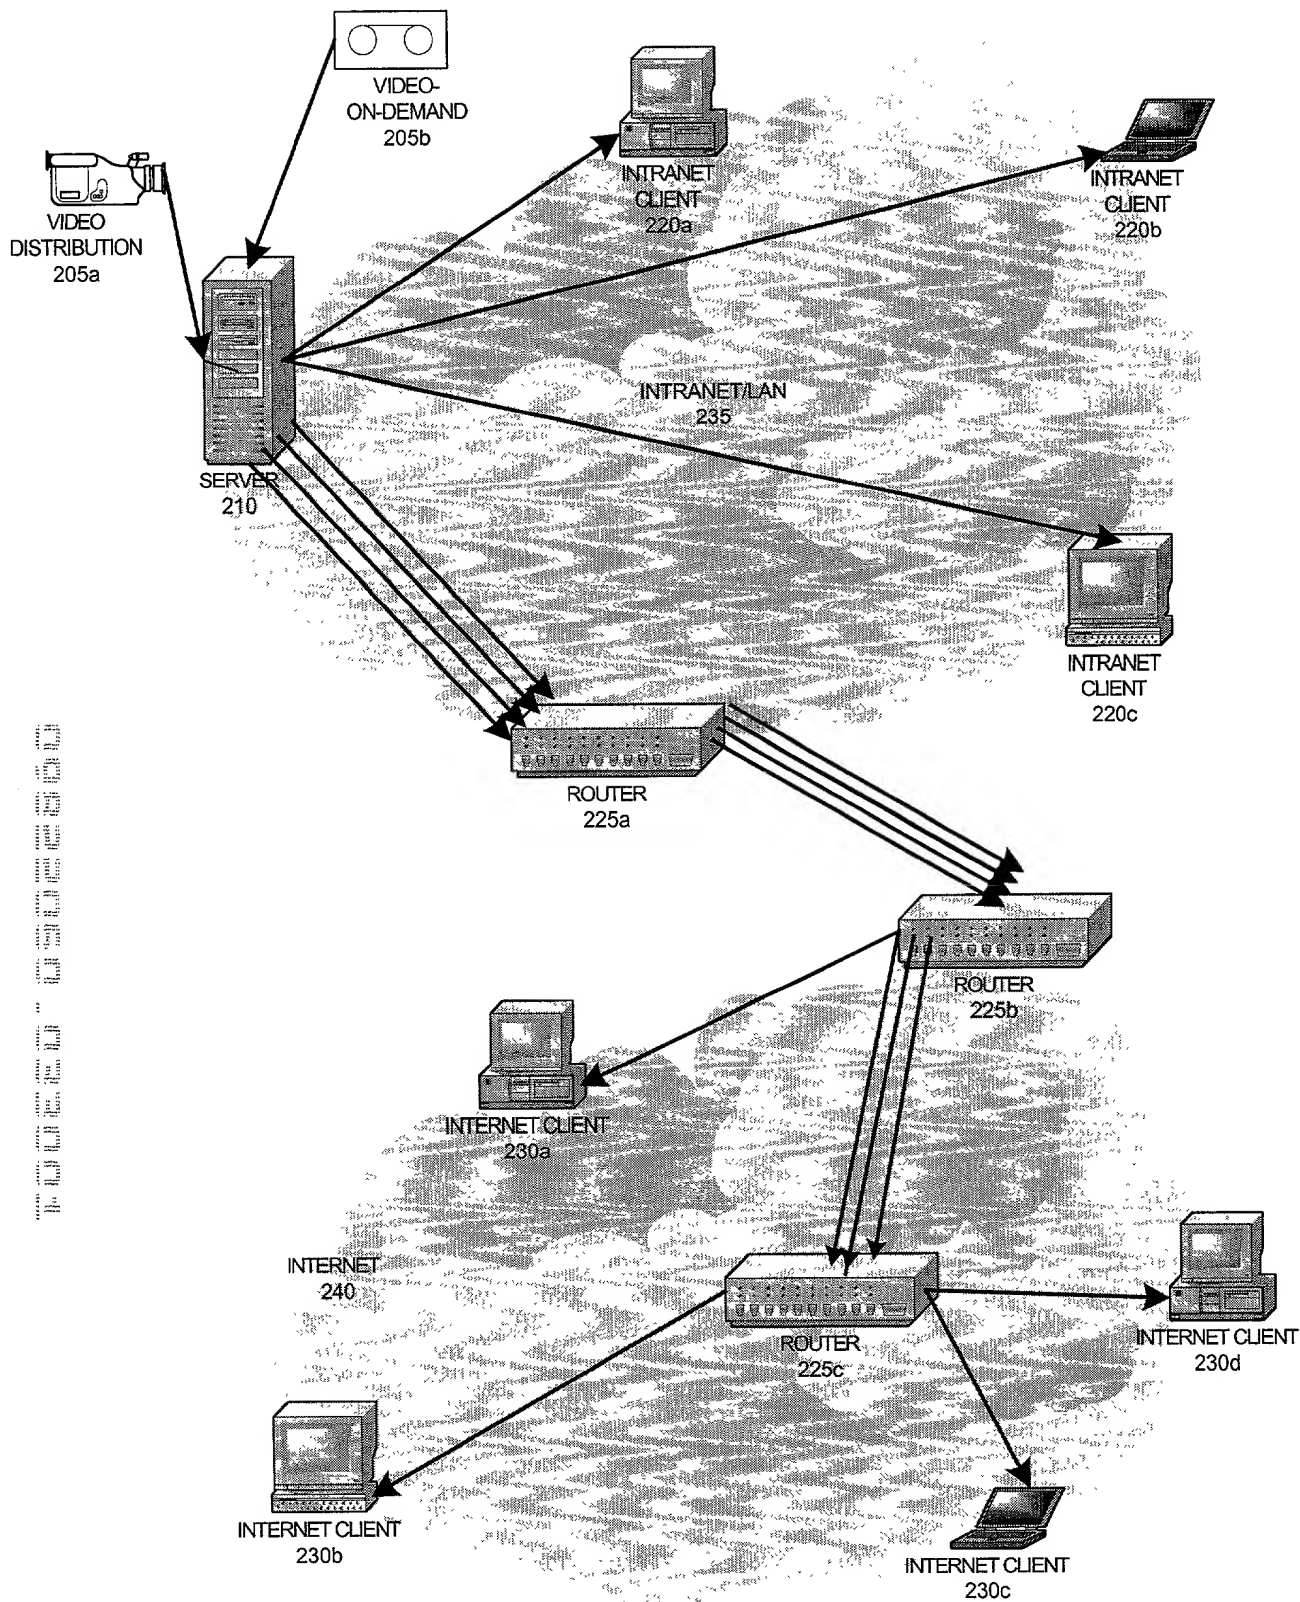 VIDEO-
ON-DEMAND
205b
VIDEO
DISTRIBUTION
205a
INTRANET
CLIENT
220a
INTRANET
CLIENT
220b
INTRANET/LAN
235
SERVER
210
INTRANET
CLIENT
220c
ROUTER
225a
ROUTER
225b
INTERNET CLIENT
230a
INTERNET
240
ROUTER
225c
INTERNET CLIENT
230d
INTERNET CLIENT
230b
INTERNET CLIENT
230c